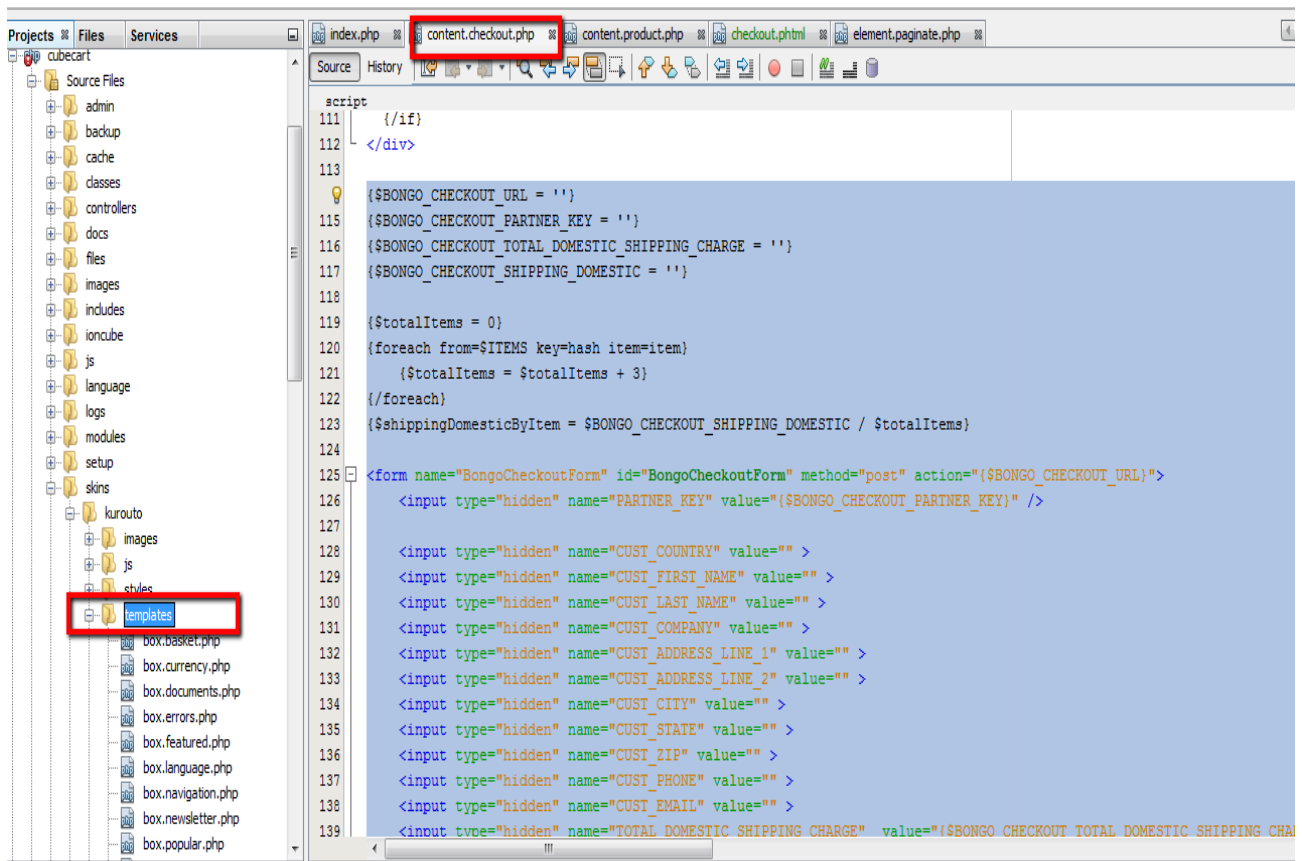 Projects Files Services
index.php content.checkout.php content.product.php checkout.phtml element.paginate.php
Source History
cubecart
Source Files
admin
backup
cache
classes
controllers
docs
files
images
includes
ioncube
js
language
logs
modules
setup
skins
kurouto
images
js
styles
templates
box.basket.php
box.currency.php
box.documents.php
box.errors.php
box.featured.php
box.language.php
box.navigation.php
box.newsletter.php
box.popular.php
script
111 {/if}
112 </div>
113
{$BONGO_CHECKOUT_URL = ''}
115 {$BONGO_CHECKOUT_PARTNER_KEY = ''}
116 {$BONGO_CHECKOUT_TOTAL_DOMESTIC_SHIPPING_CHARGE = ''}
117 {$BONGO_CHECKOUT_SHIPPING_DOMESTIC = ''}
118
119 {$totalItems = 0}
120 {foreach from=$ITEMS key=hash item=item}
121 {$totalItems = $totalItems + 3}
122 {/foreach}
123 {$shippingDomesticByItem = $BONGO_CHECKOUT_SHIPPING_DOMESTIC / $totalItems}
124
125 <form name="BongoCheckoutForm" id="BongoCheckoutForm" method="post" action="{$BONGO_CHECKOUT_URL}">
126 <input type="hidden" name="PARTNER_KEY" value="{$BONGO_CHECKOUT_PARTNER_KEY}" />
127
128 <input type="hidden" name="CUST_COUNTRY" value="" >
129 <input type="hidden" name="CUST_FIRST_NAME" value="" >
130 <input type="hidden" name="CUST_LAST_NAME" value="" >
131 <input type="hidden" name="CUST_COMPANY" value="" >
132 <input type="hidden" name="CUST_ADDRESS_LINE_1" value="" >
133 <input type="hidden" name="CUST_ADDRESS_LINE_2" value="" >
134 <input type="hidden" name="CUST_CITY" value="" >
135 <input type="hidden" name="CUST_STATE" value="" >
136 <input type="hidden" name="CUST_ZIP" value="" >
137 <input type="hidden" name="CUST_PHONE" value="" >
138 <input type="hidden" name="CUST_EMAIL" value="" >
139 <input type="hidden" name="TOTAL_DOMESTIC_SHIPPING_CHARGE" value="{$BONGO_CHECKOUT_TOTAL_DOMESTIC_SHIPPING_CHA